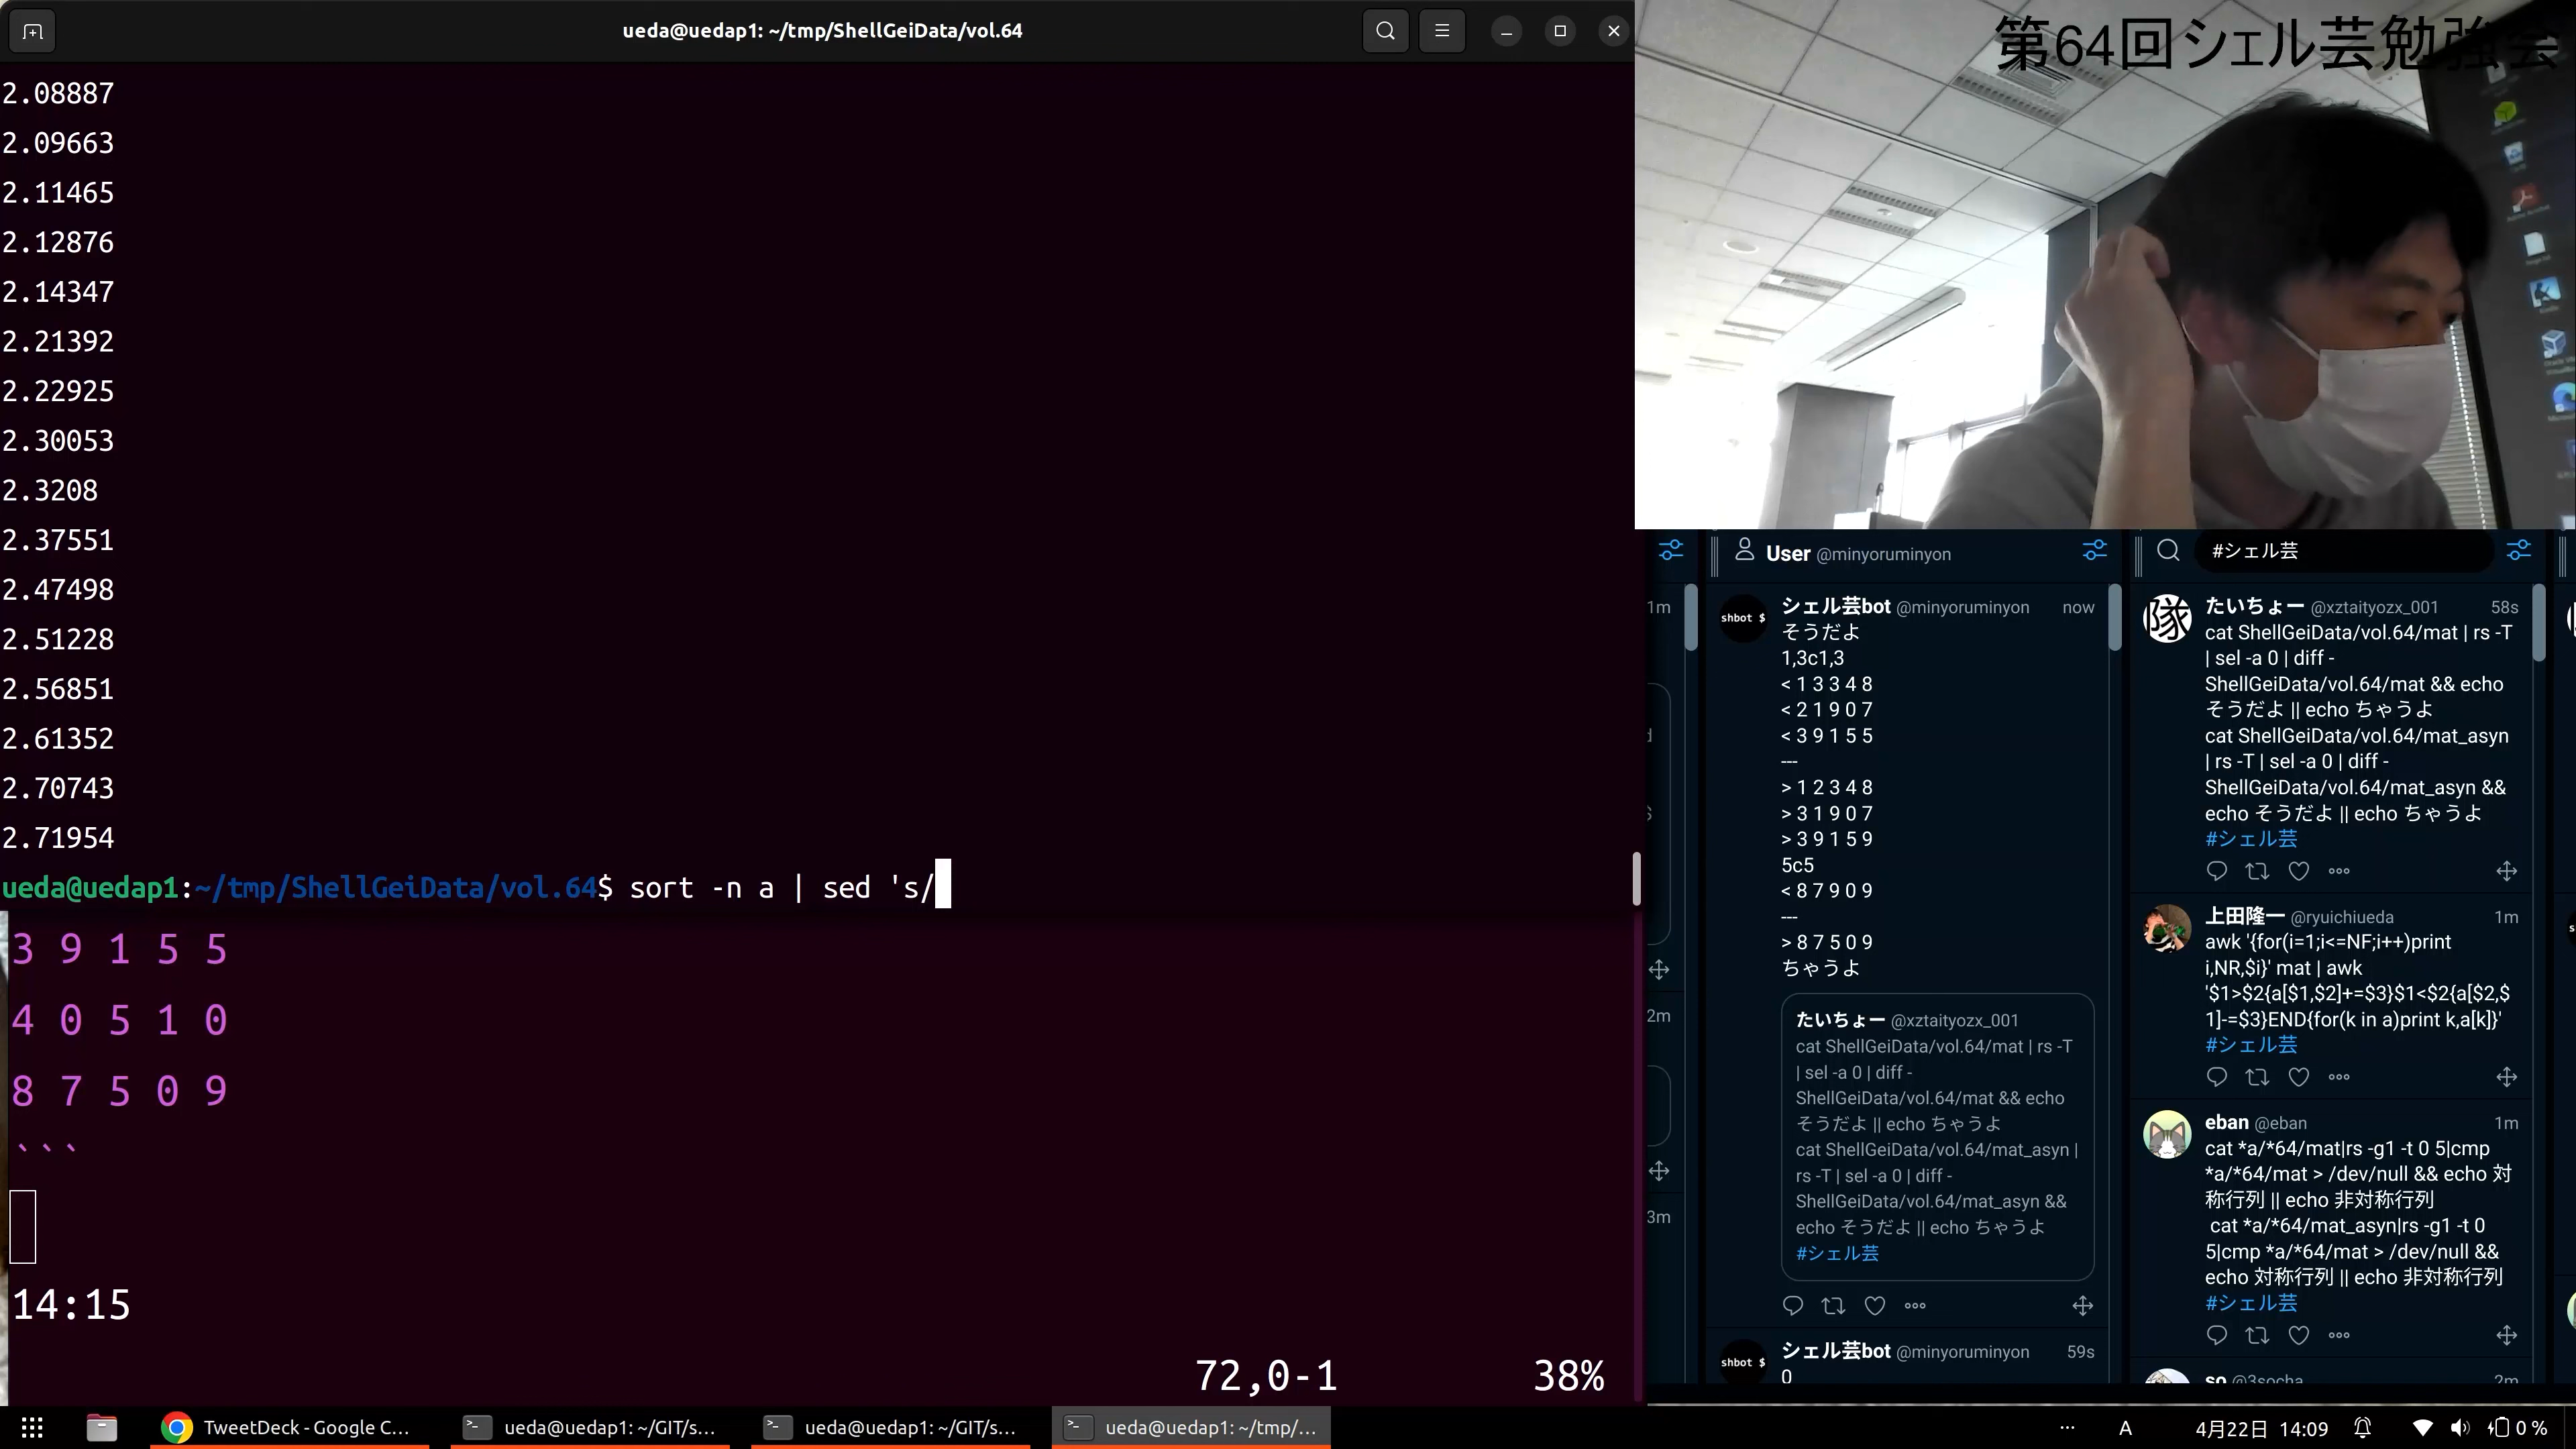 ueda@uedap1: ~/tmp/ShellGeiData/vol.64
2.08887
2.09663
2.11465
2.12876
2.14347
2.21392
2.22925
2.30053
2.3208
2.37551
2.47498
2.51228
2.56851
2.61352
2.70743
2.71954
ueda@uedap1:~/tmp/ShellGeiData/vol.64$ sort -n a | sed 's/
3 9 1 5 5
4 0 5 1 0
8 7 5 0 9
```
14:15
72,0-1 38%
第64回シェル芸勉強会
1m
2m
3m
User @minyoruminyon
シェル芸bot @minyoruminyon now
shbot $
そうだよ
1,3c1,3
< 1 3 3 4 8
< 2 1 9 0 7
< 3 9 1 5 5
---
> 1 2 3 4 8
> 3 1 9 0 7
> 3 9 1 5 9
5c5
< 8 7 9 0 9
---
> 8 7 5 0 9
ちゃうよ
たいちょー @xztaityozx_001
cat ShellGeiData/vol.64/mat | rs -T
| sel -a 0 | diff -
ShellGeiData/vol.64/mat && echo
そうだよ || echo ちゃうよ
cat ShellGeiData/vol.64/mat_asyn |
rs -T | sel -a 0 | diff -
ShellGeiData/vol.64/mat_asyn &&
echo そうだよ || echo ちゃうよ
#シェル芸
シェル芸bot @minyoruminyon 59s
shbot $
0
#シェル芸
隊
たいちょー @xztaityozx_001 58s
cat ShellGeiData/vol.64/mat | rs -T
| sel -a 0 | diff -
ShellGeiData/vol.64/mat && echo
そうだよ || echo ちゃうよ
cat ShellGeiData/vol.64/mat_asyn
| rs -T | sel -a 0 | diff -
ShellGeiData/vol.64/mat_asyn &&
echo そうだよ || echo ちゃうよ
#シェル芸
上田隆一 @ryuichiueda 1m
awk '{for(i=1;i<=NF;i++)print
i,NR,$i}' mat | awk
'$1>$2{a[$1,$2]+=$3}$1<$2{a[$2,$
1]-=$3}END{for(k in a)print k,a[k]}'
#シェル芸
eban @eban 1m
cat *a/*64/mat|rs -g1 -t 0 5|cmp
*a/*64/mat > /dev/null && echo 対
称行列 || echo 非対称行列
cat *a/*64/mat_asyn|rs -g1 -t 0
5|cmp *a/*64/mat > /dev/null &&
echo 対称行列 || echo 非対称行列
#シェル芸
so @3socha 2m
TweetDeck - Google C...
ueda@uedap1: ~/GIT/s...
ueda@uedap1: ~/GIT/s...
ueda@uedap1: ~/tmp/...
A
4月22日 14:09
0 %